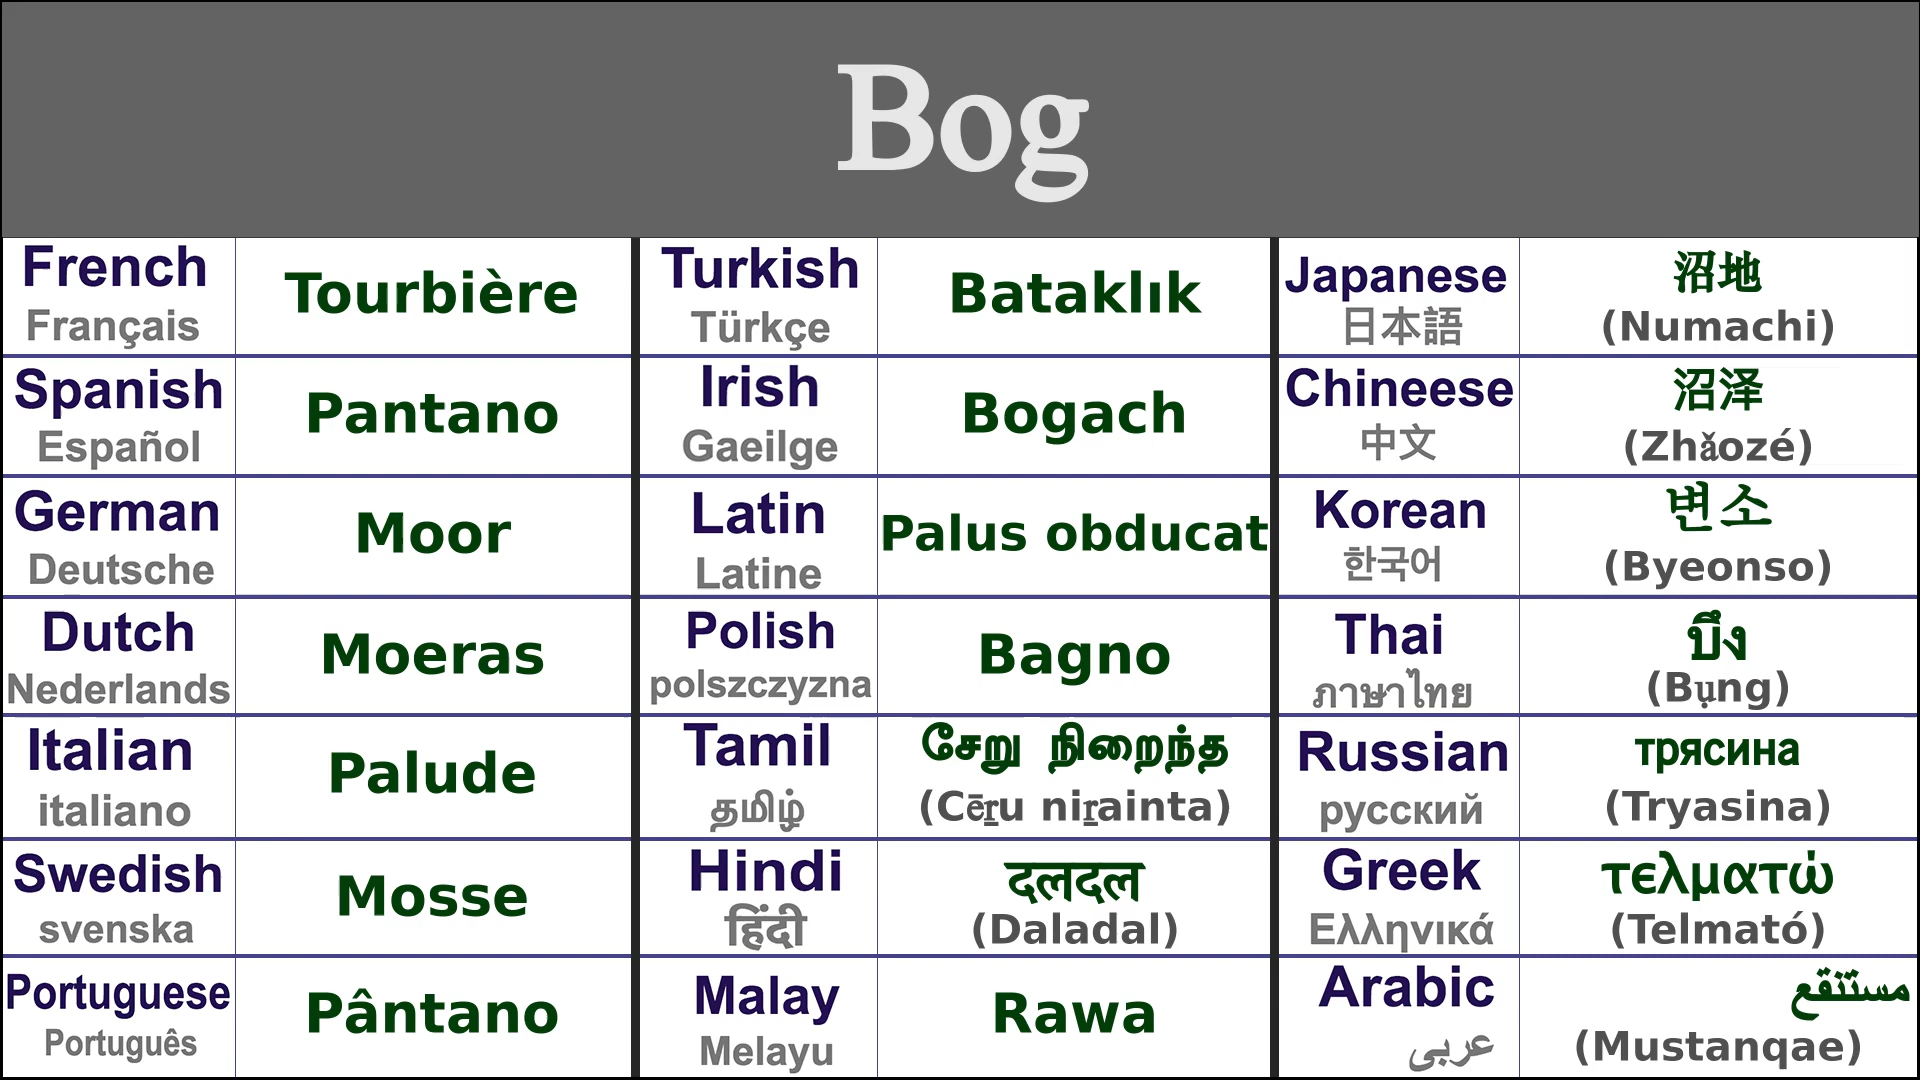 Bog
French
Français
Tourbière
Turkish
Türkçe
Bataklık
Japanese
日本語
沼地
(Numachi)
Spanish
Español
Pantano
Irish
Gaeilge
Bogach
Chineese
中文
沼泽
(Zhǎozé)
German
Deutsche
Moor
Latin
Latine
Palus obducat
Korean
한국어
변소
(Byeonso)
Dutch
Nederlands
Moeras
Polish
polszczyzna
Bagno
Thai
ภาษาไทย
บึง
(Bụng)
Italian
italiano
Palude
Tamil
தமிழ்
சேறு நிறைந்த
(Cēṟu niṟainta)
Russian
русский
трясина
(Tryasina)
Swedish
svenska
Mosse
Hindi
हिंदी
दलदल
(Daladal)
Greek
Ελληνικά
τελματώ
(Telmató)
Portuguese
Português
Pântano
Malay
Melayu
Rawa
Arabic
عربى
مستنقع
(Mustanqae)